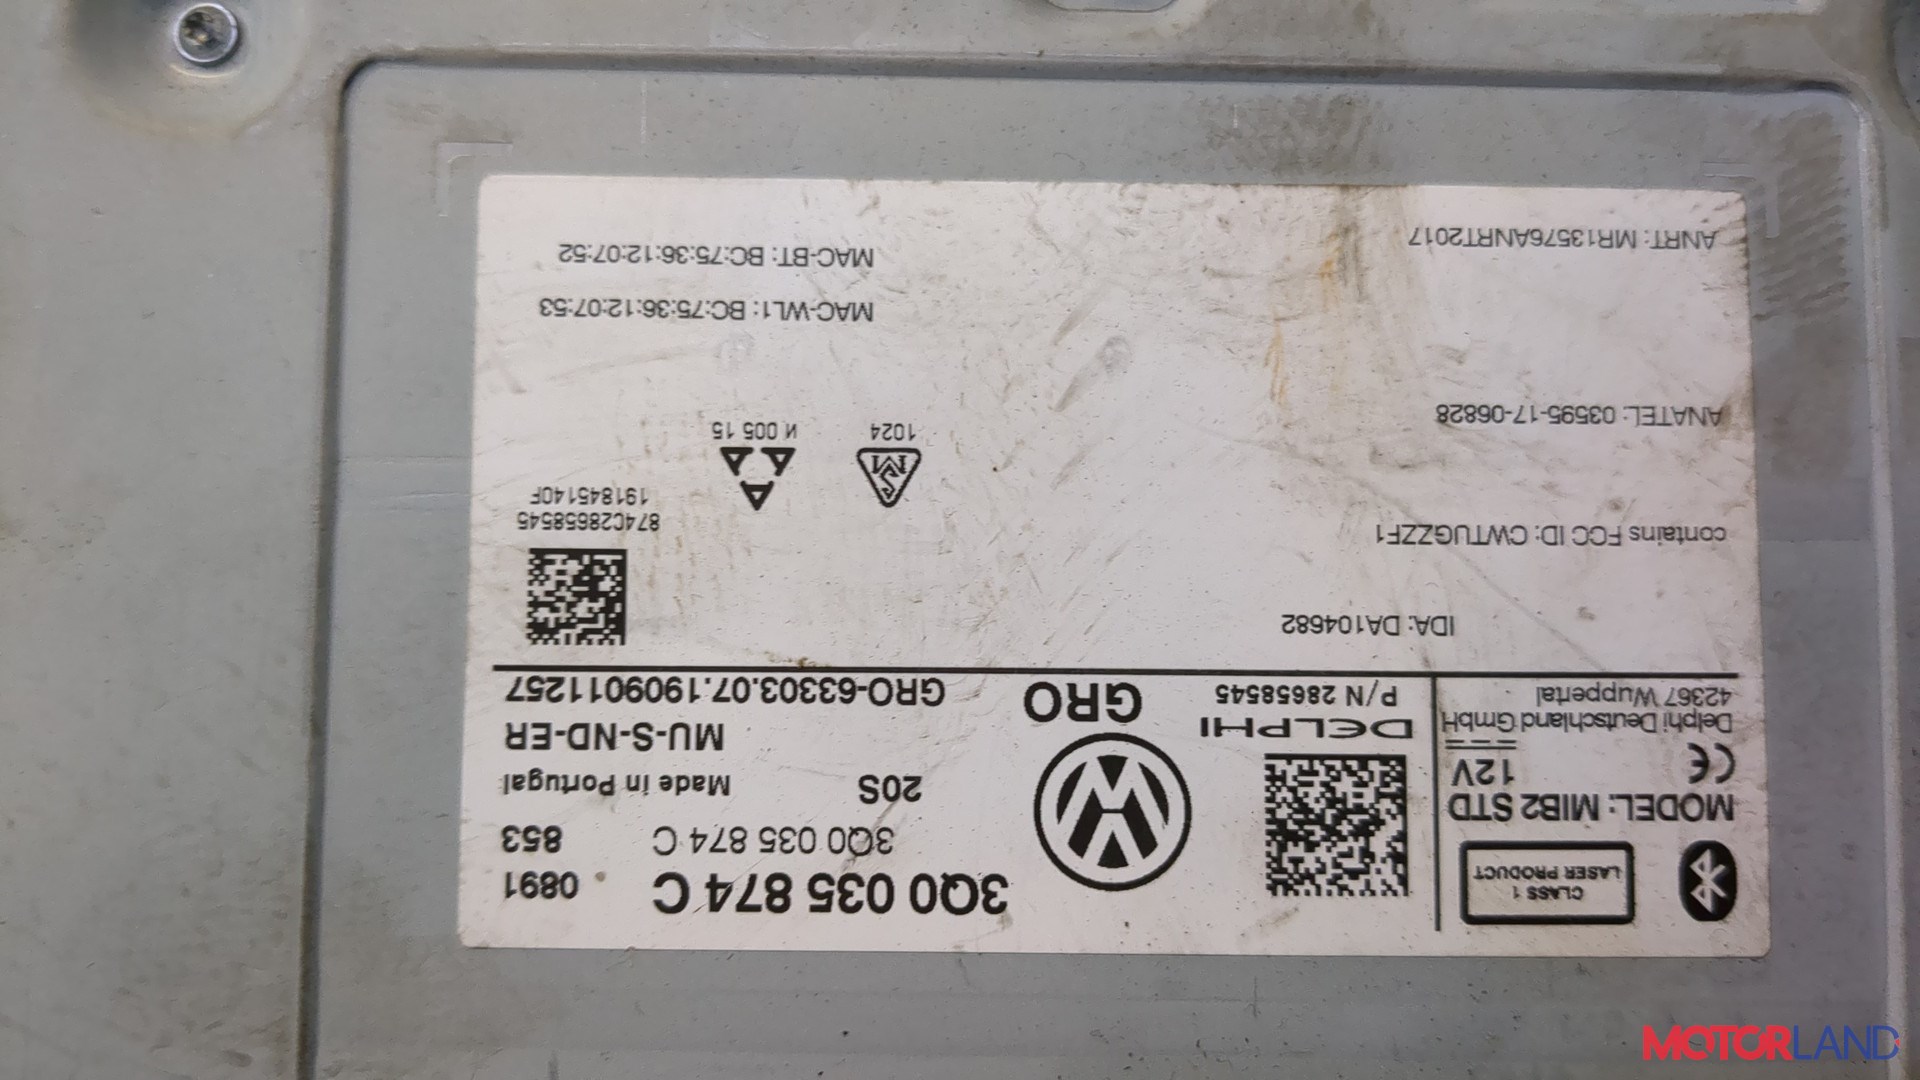 CLASS 1
LASER PRODUCT
MODEL: MIB2 STD
12V
Delphi Deutschland GmbH
42367 Wuppertal
DELPHI
P/N 28658545
GRO
3Q0 035 874 C
0891
3Q0 035 874 C
853
20S
Made in Portugal
MU-S-ND-ER
GRO-63303.07.1909011257
IDA: DA104682
contains FCC ID: CWTUGZZF1
ANATEL: 03595-17-06828
ANRT: MR13576ANRT2017
874C28658545
191845140F
SMM
1024
И 005 15
MAC-WL1: BC:75:36:12:07:53
MAC-BT: BC:75:36:12:07:52
MOTORLAND